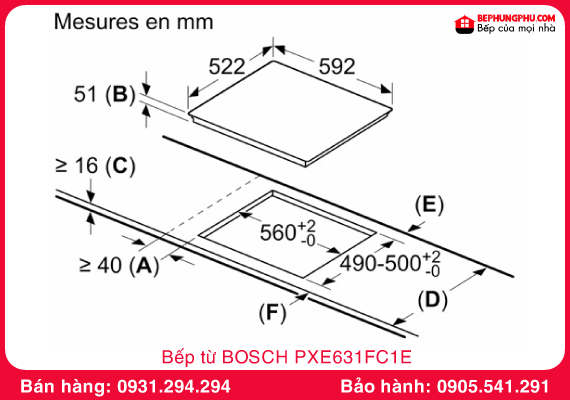 Mesures en mm
BEPHUNGPHU.COM
Bếp của mọi nhà
522
592
51 (B)
≥ 16 (C)
(E)
560+2-0
490-500+2-0
≥ 40 (A)
(D)
(F)
Bếp từ BOSCH PXE631FC1E
Bán hàng: 0931.294.294
Bảo hành: 0905.541.291